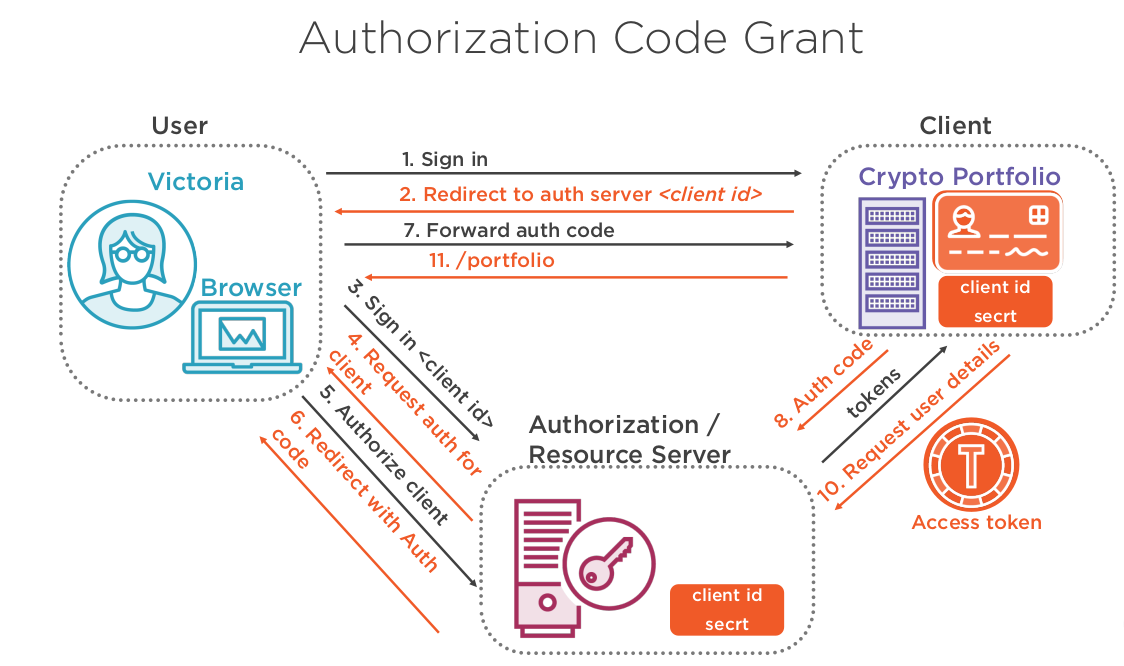 Authorization Code Grant
User
Client
Victoria
Browser
Crypto Portfolio
client id
secrt
1. Sign in
2. Redirect to auth server <client id>
7. Forward auth code
11. /portfolio
3. Sign in <client id>
4. Request auth for
client
5. Authorize client
6. Redirect with Auth
code
8. Auth code
tokens
10. Request user details
T
Access token
Authorization /
Resource Server
client id
secrt